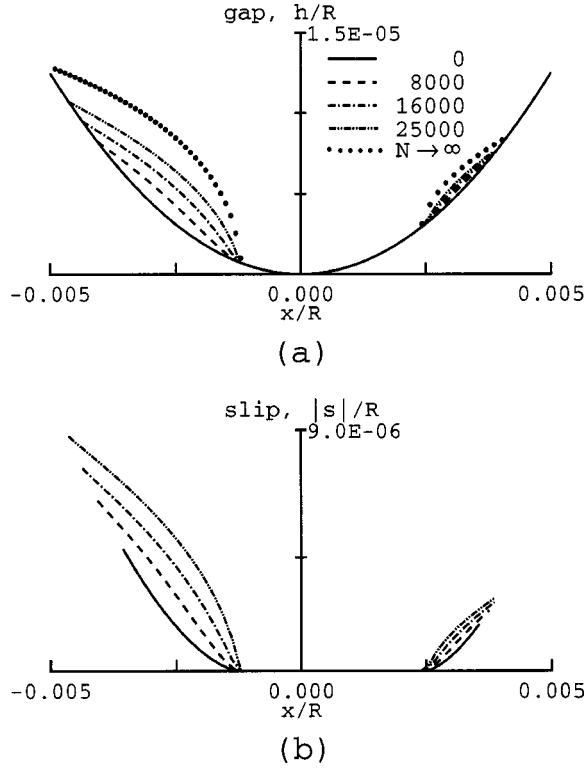 gap, h/R
1.5E-05
0
8000
16000
25000
N → ∞
-0.005 0.000 0.005
x/R
(a)
slip, |s|/R
9.0E-06
-0.005 0.000 0.005
x/R
(b)